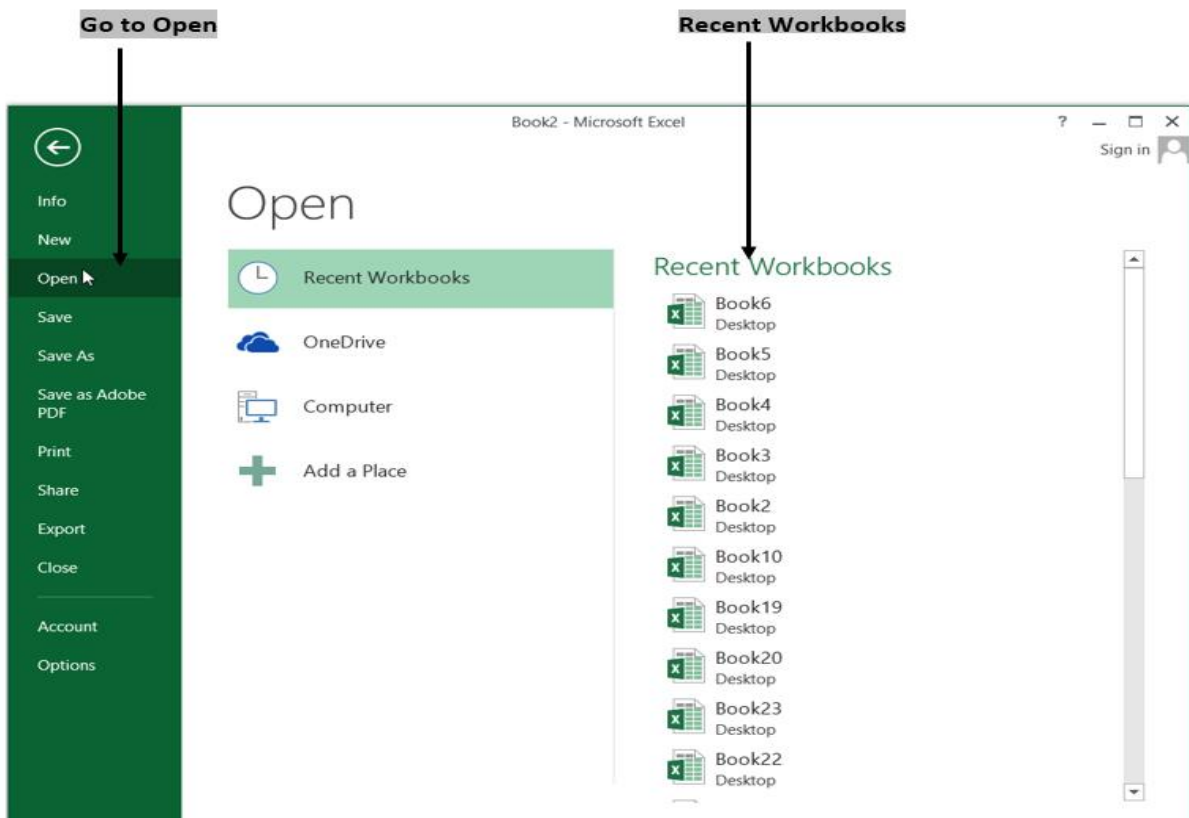 Go to Open
Recent Workbooks
Book2 - Microsoft Excel
?
Sign in
Info
New
Open
Save
Save As
Save as Adobe
PDF
Print
Share
Export
Close
Account
Options
Open
Recent Workbooks
OneDrive
Computer
Add a Place
Recent Workbooks
Book6
Desktop
Book5
Desktop
Book4
Desktop
Book3
Desktop
Book2
Desktop
Book10
Desktop
Book19
Desktop
Book20
Desktop
Book23
Desktop
Book22
Desktop